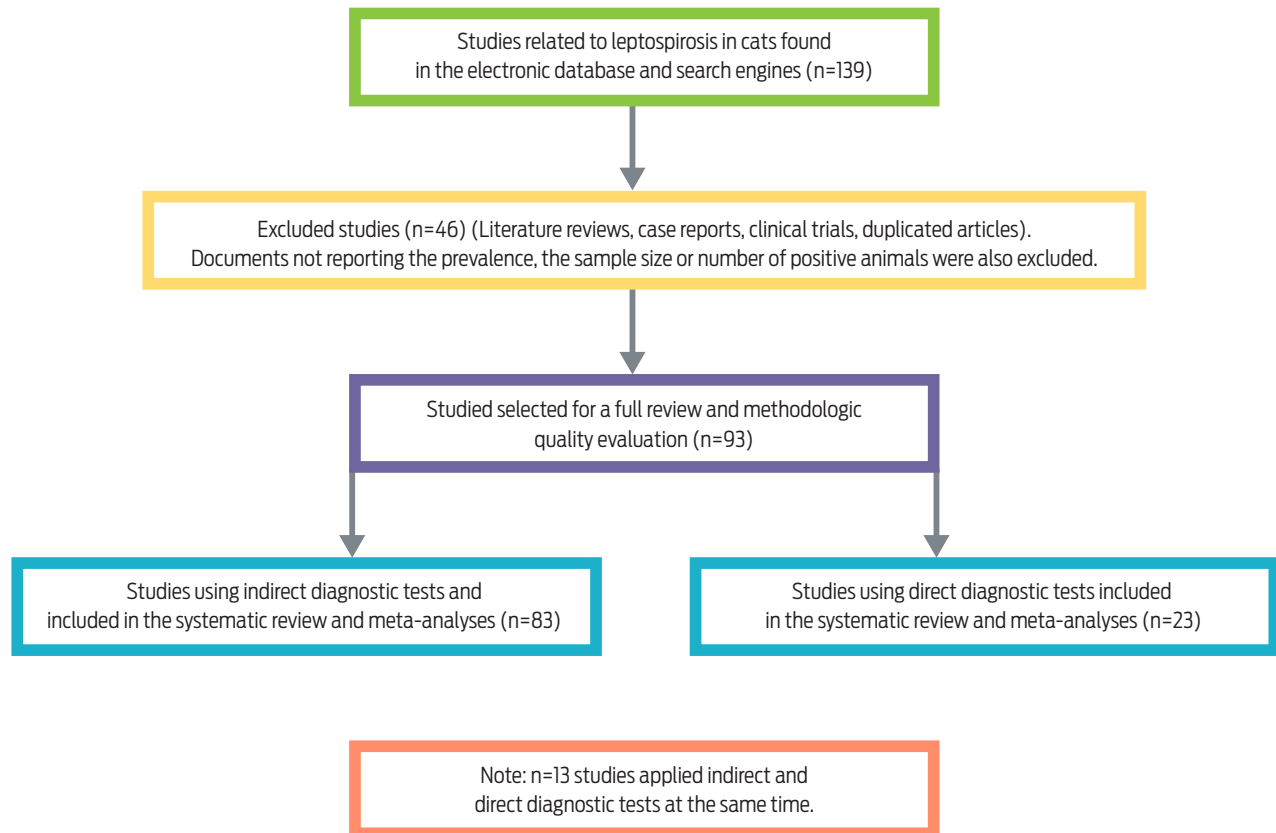 Studies related to leptospirosis in cats found
in the electronic database and search engines (n=139)
Excluded studies (n=46) (Literature reviews, case reports, clinical trials, duplicated articles).
Documents not reporting the prevalence, the sample size or number of positive animals were also excluded.
Studied selected for a full review and methodologic
quality evaluation (n=93)
Studies using indirect diagnostic tests and
included in the systematic review and meta-analyses (n=83)
Studies using direct diagnostic tests included
in the systematic review and meta-analyses (n=23)
Note: n=13 studies applied indirect and
direct diagnostic tests at the same time.